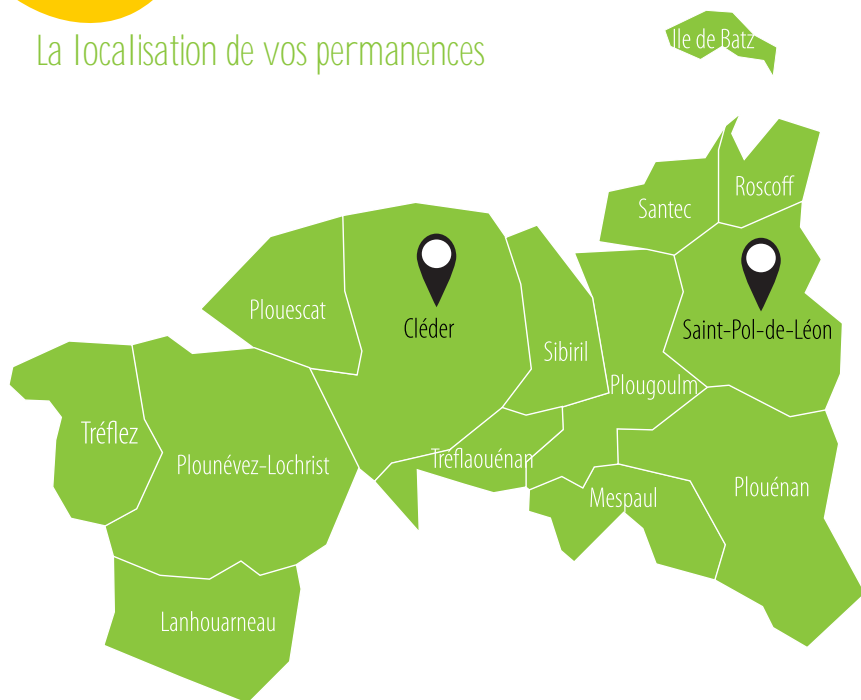 La localisation de vos permanences
Ile de Batz
Roscoff
Santec
Plouescat
Cléder
Saint-Pol-de-Léon
Sibiril
Plougoulm
Tréflez
Plounévez-Lochrist
Tréflaouénan
Mespaul
Plouénan
Lanhouarneau